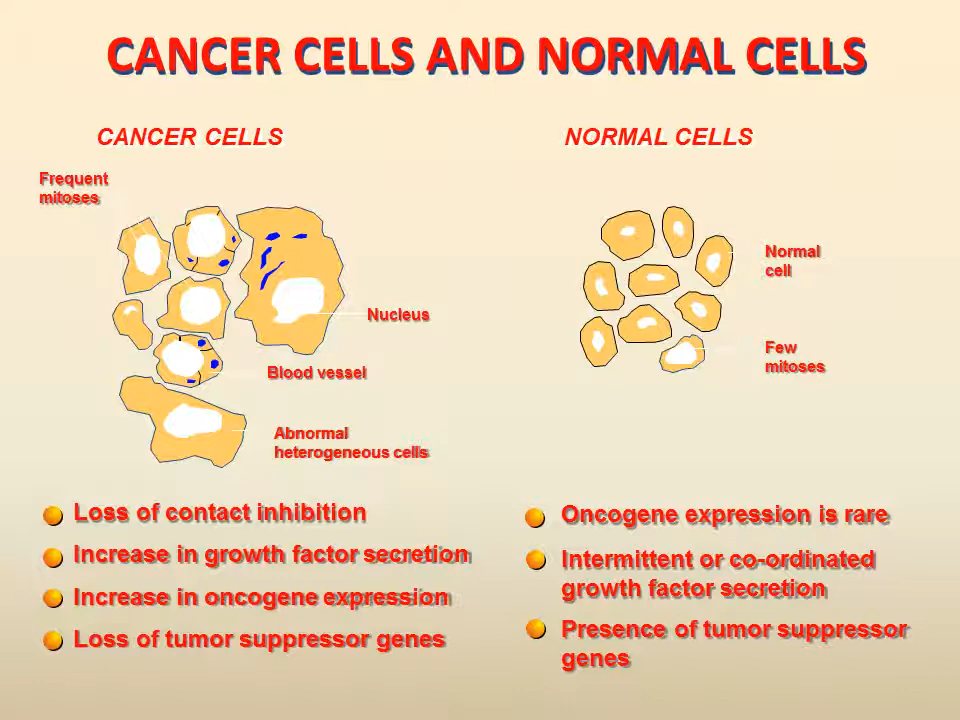 CANCER CELLS AND NORMAL CELLS
CANCER CELLS
NORMAL CELLS
Frequent
mitoses
Nucleus
Blood vessel
Abnormal
heterogeneous cells
Normal
cell
Few
mitoses
Loss of contact inhibition
Increase in growth factor secretion
Increase in oncogene expression
Loss of tumor suppressor genes
Oncogene expression is rare
Intermittent or co-ordinated
growth factor secretion
Presence of tumor suppressor
genes